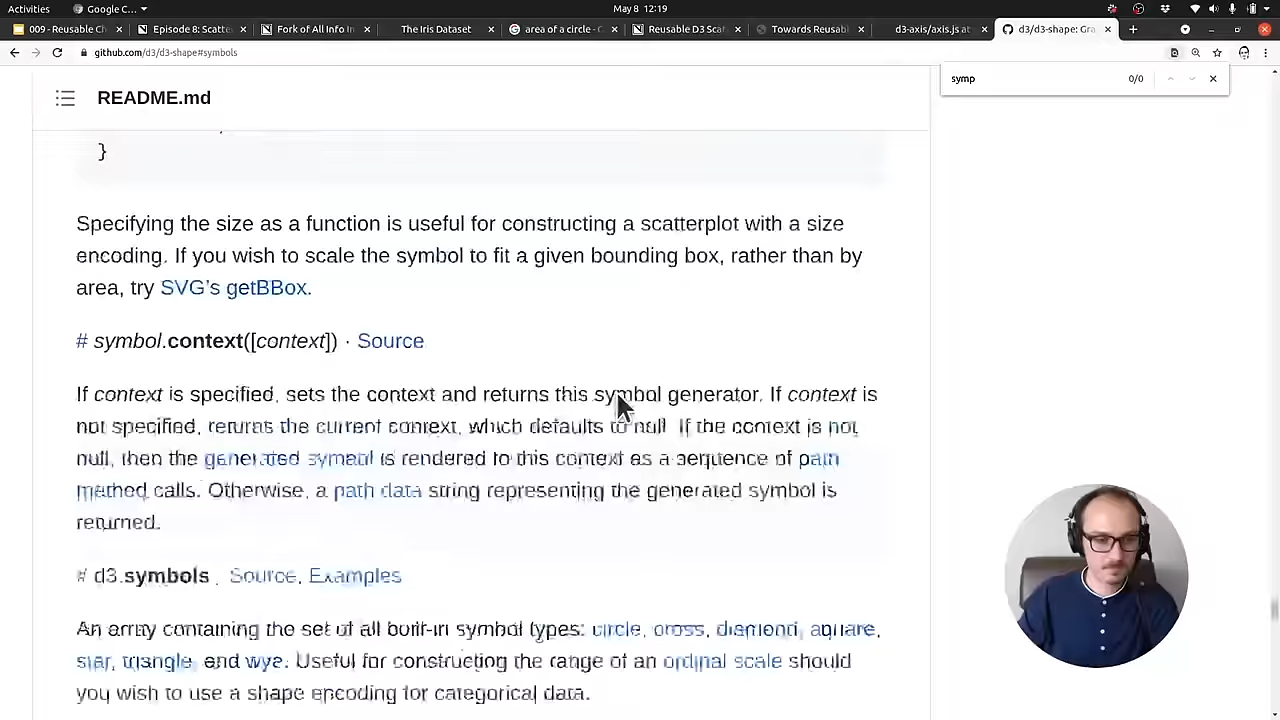 Activities
Google C...
May 8 12:19
009 - Reusable Ch
Episode 8: Scatte
Fork of All Info I
The Iris Dataset
area of a circle - G
Reusable D3 Scat
Towards Reusabl
d3-axis/axis.js at
d3/d3-shape: Gra
github.com/d3/d3-shape#symbols
symp
0/0
README.md
}
Specifying the size as a function is useful for constructing a scatterplot with a size
encoding. If you wish to scale the symbol to fit a given bounding box, rather than by
area, try SVG's getBBox.
# symbol.context([context]) · Source
If context is specified, sets the context and returns this symbol generator. If context is
not specified, returns the current context, which defaults to null. If the context is not
null, then the generated symbol is rendered to this context as a sequence of path
method calls. Otherwise, a path data string representing the generated symbol is
returned.
# d3.symbols · Source, Examples
An array containing the set of all built-in symbol types: circle, cross, diamond, square,
star, triangle, and wye. Useful for constructing the range of an ordinal scale should
you wish to use a shape encoding for categorical data.